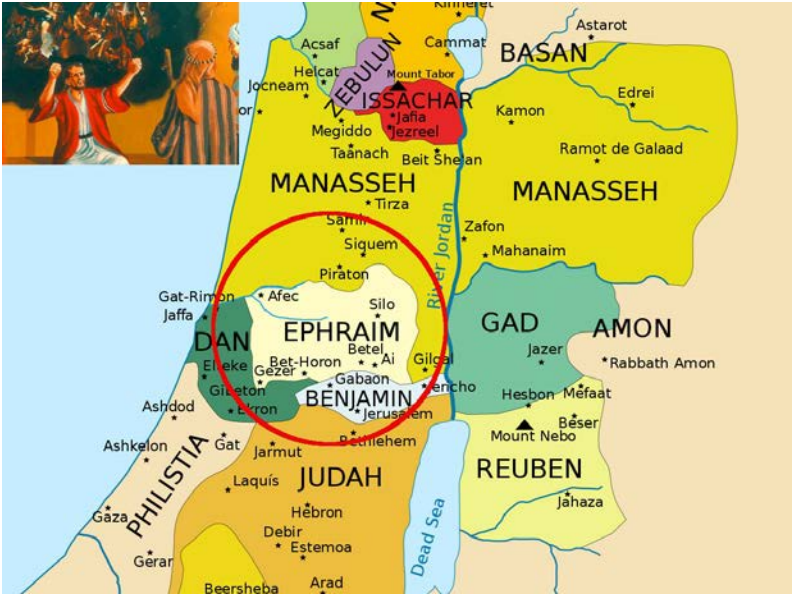 Kinneret
Astarot
Acsaf
NA
ZEBULUN
Cammat
BASAN
Helcat
Mount Tabor
Jocneam
ISSACHAR
Edrei
or
Jafia
Kamon
Megiddo
Jezreel
Taanach
Beit Shean
Ramot de Galaad
MANASSEH
MANASSEH
Tirza
Samir
Zafon
Siquem
River Jordan
Mahanaim
Piraton
Gat-Rimon
Afec
Jaffa
Silo
DAN
EPHRAIM
GAD
AMON
Betel
Elteke
Bet-Horon
Ai
Gilgal
Jazer
Rabbath Amon
Gezer
Gabaon
Jericho
Gibeton
BENJAMIN
Hesbon
Mefaat
Ashdod
Ekron
Jerusalem
Beser
Bethlehem
Mount Nebo
Ashkelon
Gat
Jarmut
PHILISTIA
JUDAH
REUBEN
Laquís
Jahaza
Gaza
Hebron
Dead Sea
Debir
Gerar
Estemoa
Beersheba
Arad